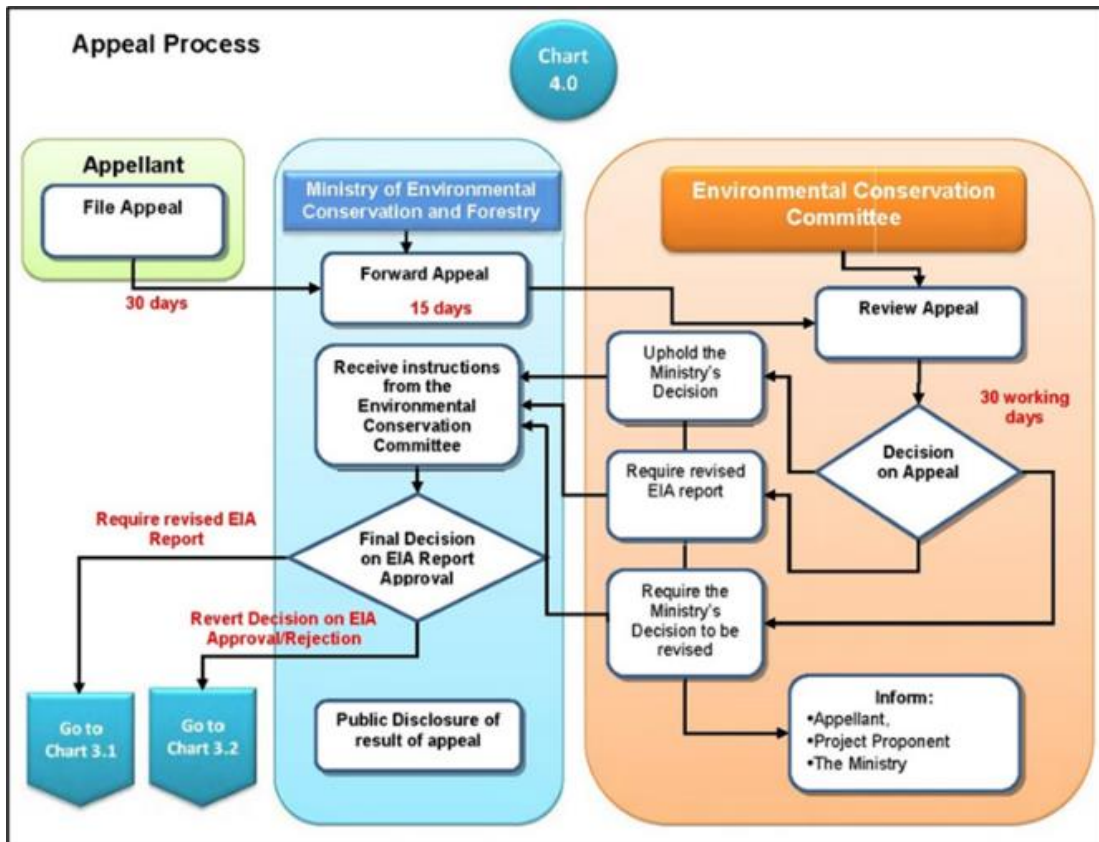 Appeal Process
Chart
4.0
Appellant
File Appeal
30 days
Ministry of Environmental
Conservation and Forestry
Forward Appeal
15 days
Receive instructions
from the
Environmental
Conservation
Committee
Final Decision
on EIA Report
Approval
Require revised EIA
Report
Revert Decision on EIA
Approval/Rejection
Go to
Chart 3.1
Go to
Chart 3.2
Public Disclosure of
result of appeal
Environmental Conservation
Committee
Review Appeal
30 working
days
Decision
on Appeal
Uphold the
Ministry's
Decision
Require revised
EIA report
Require the
Ministry's
Decision to be
revised
Inform:
•Appellant,
•Project Proponent
•The Ministry